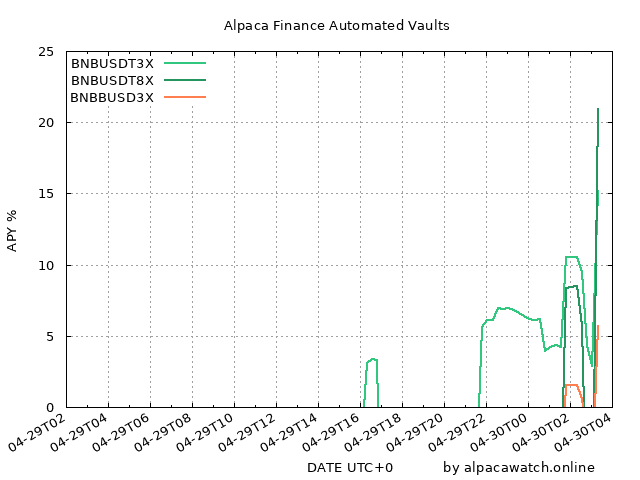 Alpaca Finance Automated Vaults
BNBUSDT3X
BNBUSDT8X
BNBBUSD3X
25
20
15
10
5
0
APY %
04-29T02
04-29T04
04-29T06
04-29T08
04-29T10
04-29T12
04-29T14
04-29T16
04-29T18
04-29T20
04-29T22
04-30T00
04-30T02
04-30T04
DATE UTC+0
by alpacawatch.online